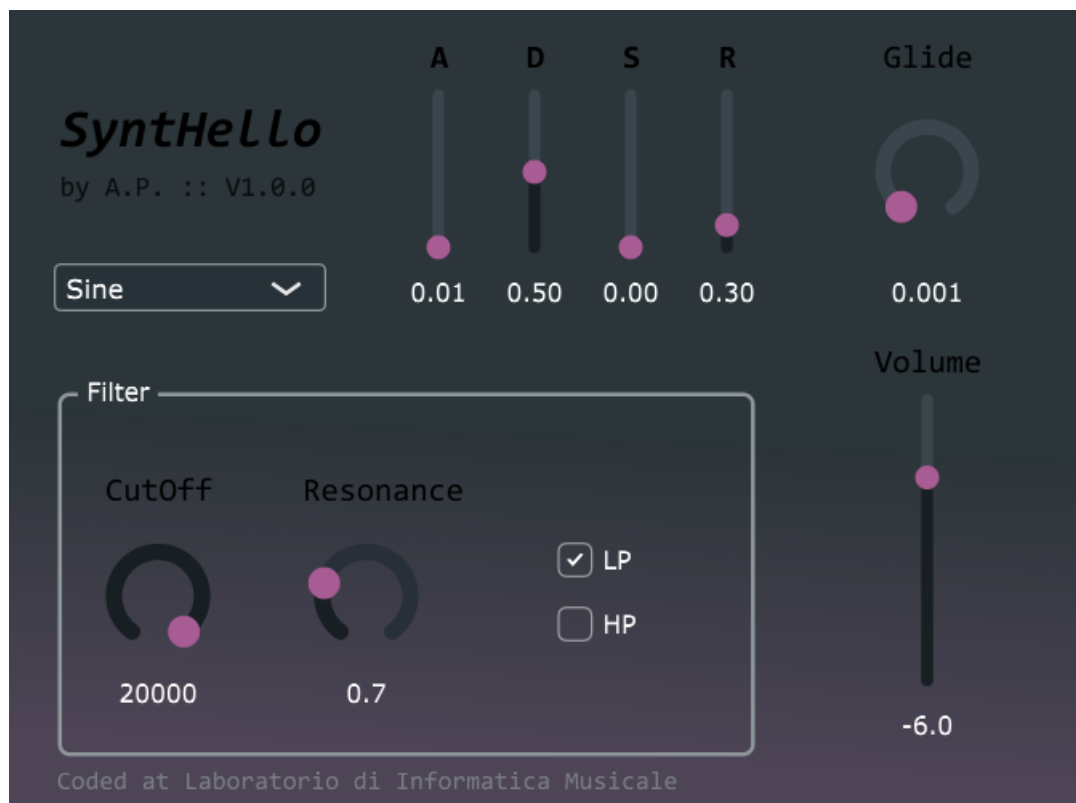 A D S R
Glide
SyntHello
by A.P. :: V1.0.0
Sine
0.01 0.50 0.00 0.30
0.001
Volume
Filter
CutOff Resonance
LP
HP
20000 0.7
-6.0
Coded at Laboratorio di Informatica Musicale